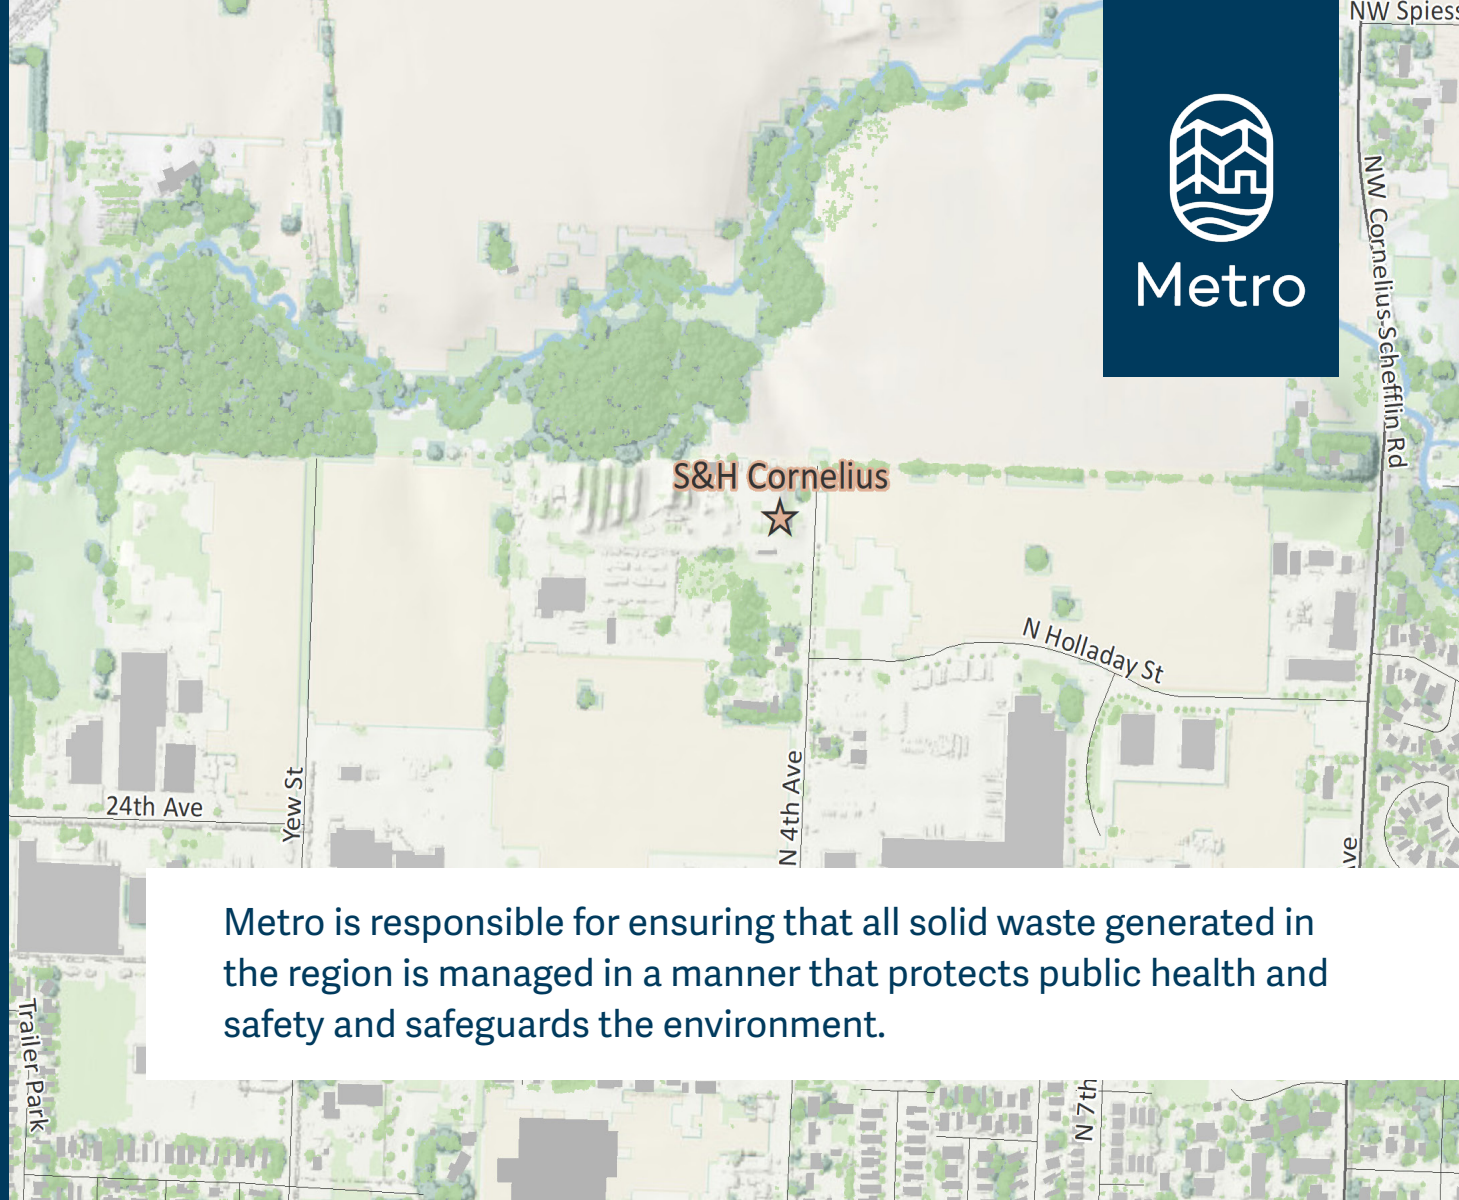 NW Spiess
Metro
NW Cornelius-Schefflin Rd
S&H Cornelius
N Holladay St
N 4th Ave
Yew St
24th Ave
Metro is responsible for ensuring that all solid waste generated in
the region is managed in a manner that protects public health and
safety and safeguards the environment.
Trailer Park
N 7th